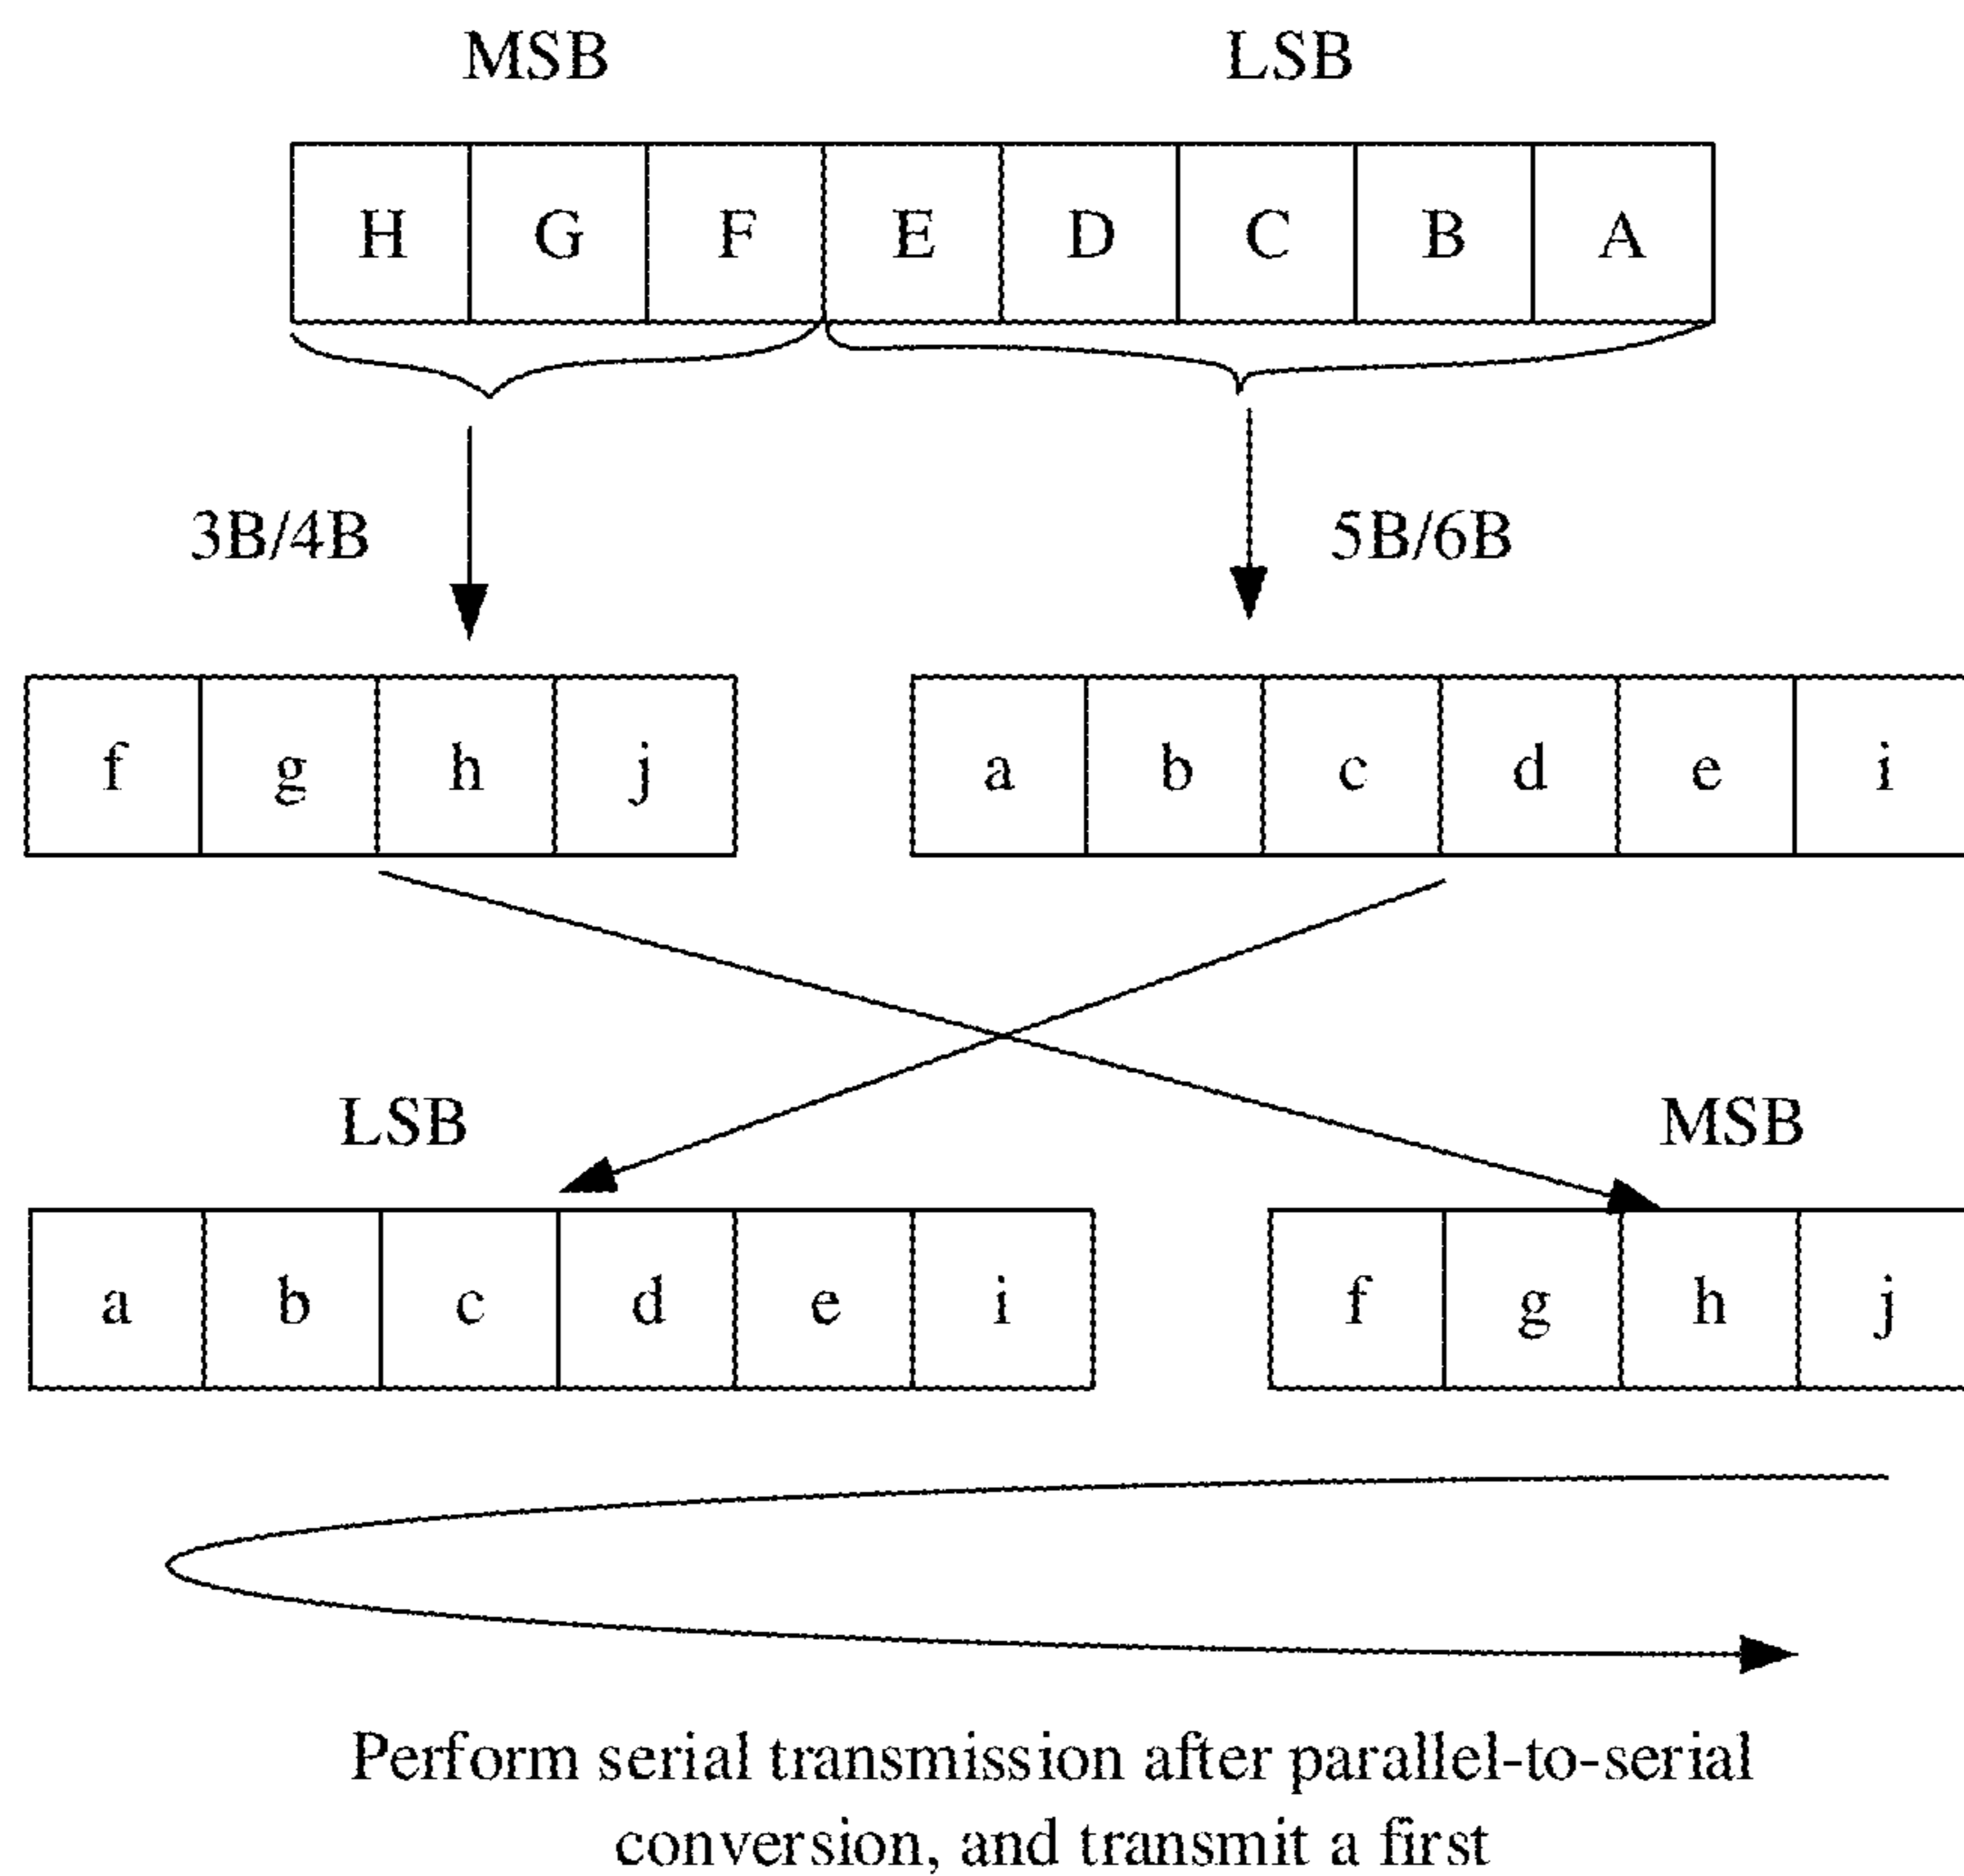 MSB LSB
H G F E D C B A
3B/4B 5B/6B
f g h j a b c d e i
LSB MSB
a b c d e i f g h j
Perform serial transmission after parallel-to-serial
conversion, and transmit a first